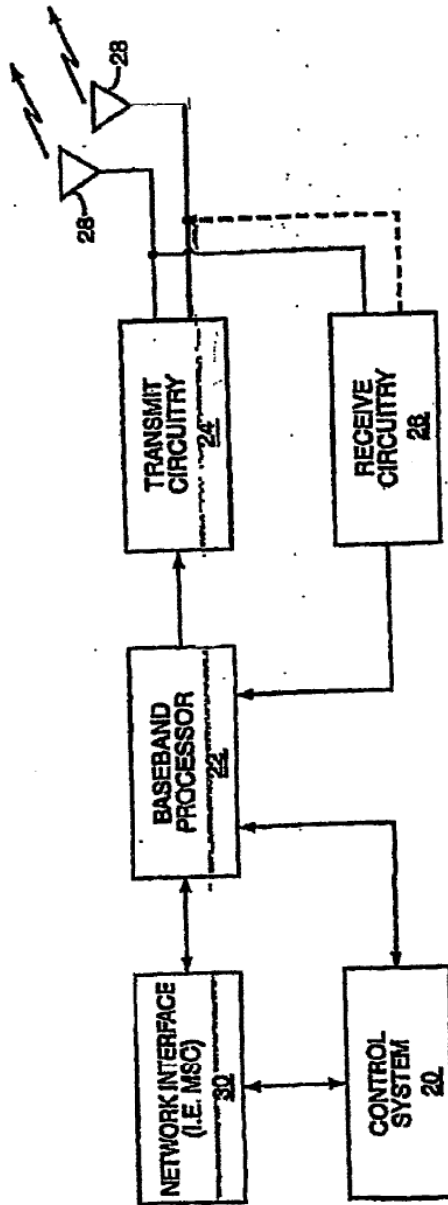 NETWORK INTERFACE
(I.E. MSC)
30
BASEBAND
PROCESSOR
22
TRANSMIT
CIRCUITRY
24
28
28
CONTROL
SYSTEM
20
RECEIVE
CIRCUITRY
26